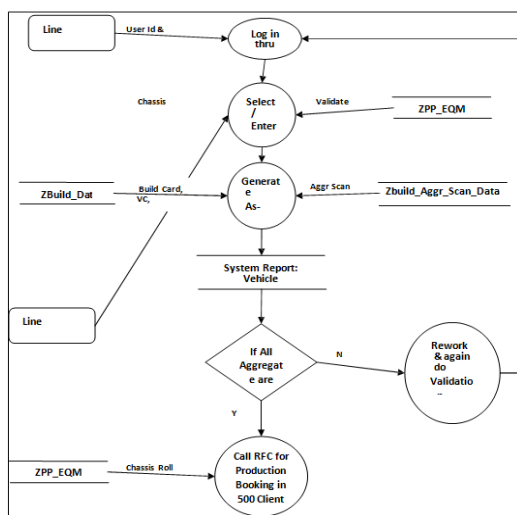 Line
User Id &
Log in
thru
Chassis
Select
/
Enter
Validate
ZPP_EQM
ZBuild_Dat
Build Card,
VC,
Generat
e
As-
Aggr Scan
Zbuild_Aggr_Scan_Data
System Report:
Vehicle
Line
If All
Aggregat
e are
N
Rework
& again
do
Validatio
Y
ZPP_EQM
Chassis Roll
Call RFC for
Production
Booking in
500 Client